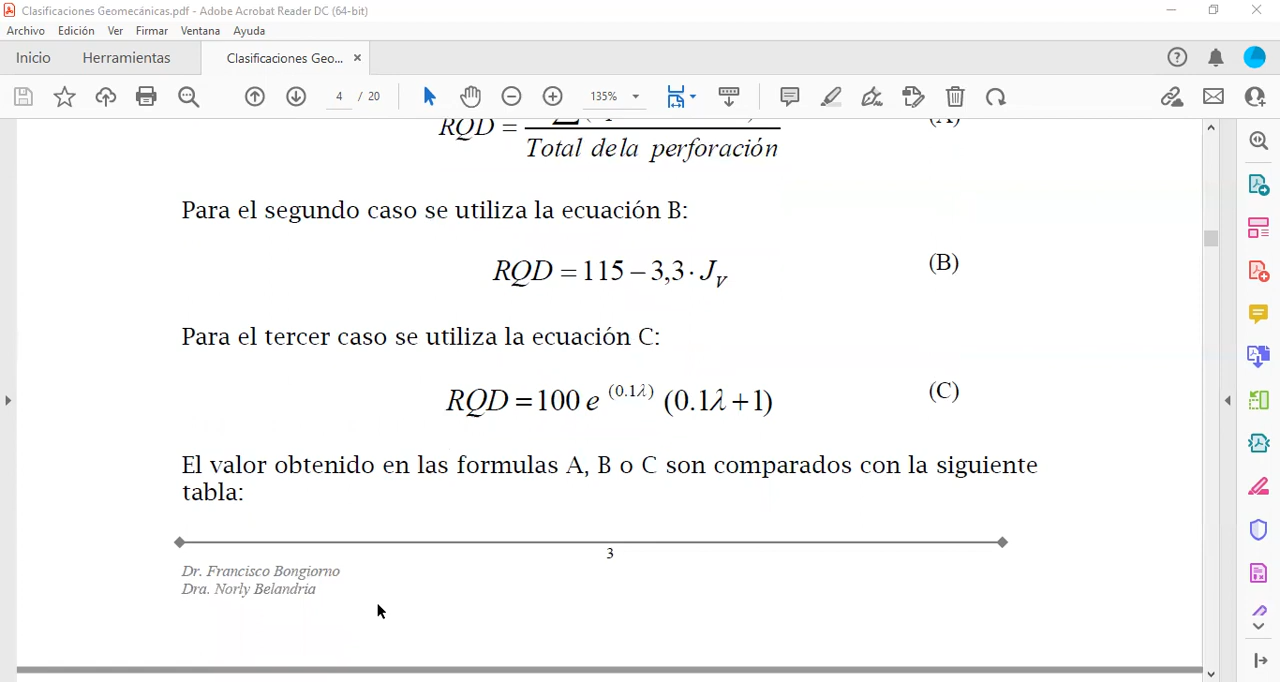 Clasificaciones Geomecánicas.pdf - Adobe Acrobat Reader DC (64-bit)
Archivo Edición Ver Firmar Ventana Ayuda
Inicio Herramientas Clasificaciones Geo... ×
4 / 20 135%
RQD = Total dela perforación
Para el segundo caso se utiliza la ecuación B:
RQD = 115 − 3,3 · J_V (B)
Para el tercer caso se utiliza la ecuación C:
RQD = 100 e ^(0.1λ) (0.1λ + 1) (C)
El valor obtenido en las formulas A, B o C son comparados con la siguiente
tabla:
3
Dr. Francisco Bongiorno
Dra. Norly Belandria